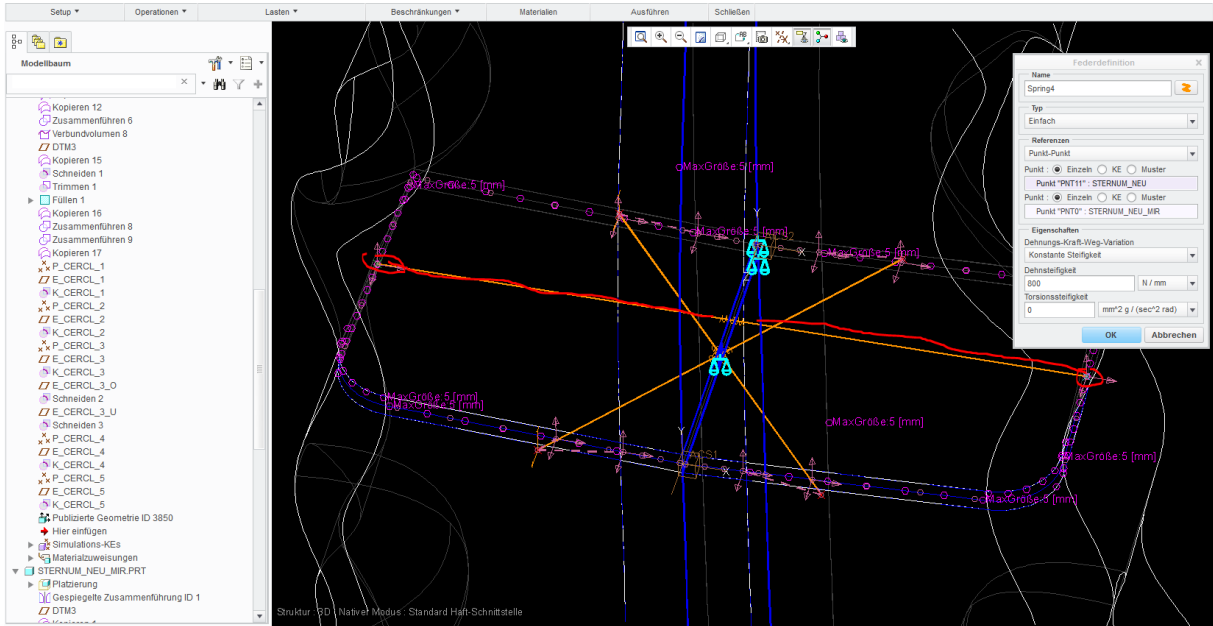 Setup
Operationen
Lasten
Beschränkungen
Materialien
Ausführen
Schließen
Modellbaum
Kopieren 12
Zusammenführen 6
Verbundvolumen 8
DTM3
Kopieren 15
Schneiden 1
Trimmen 1
Füllen 1
Kopieren 16
Zusammenführen 8
Zusammenführen 9
Kopieren 17
P_CERCL_1
E_CERCL_1
K_CERCL_1
P_CERCL_2
E_CERCL_2
K_CERCL_2
P_CERCL_3
E_CERCL_3
K_CERCL_3
E_CERCL_3_O
Schneiden 2
E_CERCL_3_U
Schneiden 3
P_CERCL_4
E_CERCL_4
K_CERCL_4
P_CERCL_5
E_CERCL_5
K_CERCL_5
Publizierte Geometrie ID 3850
Hier einfügen
Simulations-KEs
Materialzuweisungen
STERNUM_NEU_MIR.PRT
Platzierung
Gespiegelte Zusammenführung ID 1
DTM3
MaxGröße:5 [mm]
MaxGröße:5 [mm]
MaxGröße:5 [mm]
MaxGröße:5 [mm]
MaxGröße:5 [mm]
MaxGröße:5 [mm]
MaxGröße:5 [mm]
MaxGröße:5 [mm]
MaxGröße:5 [mm]
Y
X
Y
CS1
X
Struktur : 3D : Nativer Modus : Standard Haft-Schnittstelle
Federdefinition
Name
Spring4
Typ
Einfach
Referenzen
Punkt-Punkt
Punkt : Einzeln KE Muster
Punkt "PNT11" : STERNUM_NEU
Punkt : Einzeln KE Muster
Punkt "PNT0" : STERNUM_NEU_MIR
Eigenschaften
Dehnungs-Kraft-Weg-Variation
Konstante Steifigkeit
Dehnsteifigkeit
800 N / mm
Torsionssteifigkeit
0 mm^2 g / (sec^2 rad)
OK Abbrechen